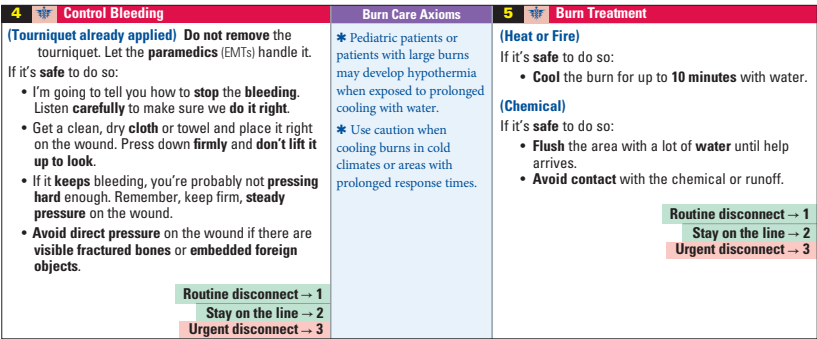 4 Control Bleeding
(Tourniquet already applied) Do not remove the
tourniquet. Let the paramedics (EMTs) handle it.
If it's safe to do so:
• I'm going to tell you how to stop the bleeding.
Listen carefully to make sure we do it right.
• Get a clean, dry cloth or towel and place it right
on the wound. Press down firmly and don't lift it
up to look.
• If it keeps bleeding, you're probably not pressing
hard enough. Remember, keep firm, steady
pressure on the wound.
• Avoid direct pressure on the wound if there are
visible fractured bones or embedded foreign
objects.
Routine disconnect → 1
Stay on the line → 2
Urgent disconnect → 3
Burn Care Axioms
✱ Pediatric patients or
patients with large burns
may develop hypothermia
when exposed to prolonged
cooling with water.
✱ Use caution when
cooling burns in cold
climates or areas with
prolonged response times.
5 Burn Treatment
(Heat or Fire)
If it's safe to do so:
• Cool the burn for up to 10 minutes with water.
(Chemical)
If it's safe to do so:
• Flush the area with a lot of water until help
arrives.
• Avoid contact with the chemical or runoff.
Routine disconnect → 1
Stay on the line → 2
Urgent disconnect → 3